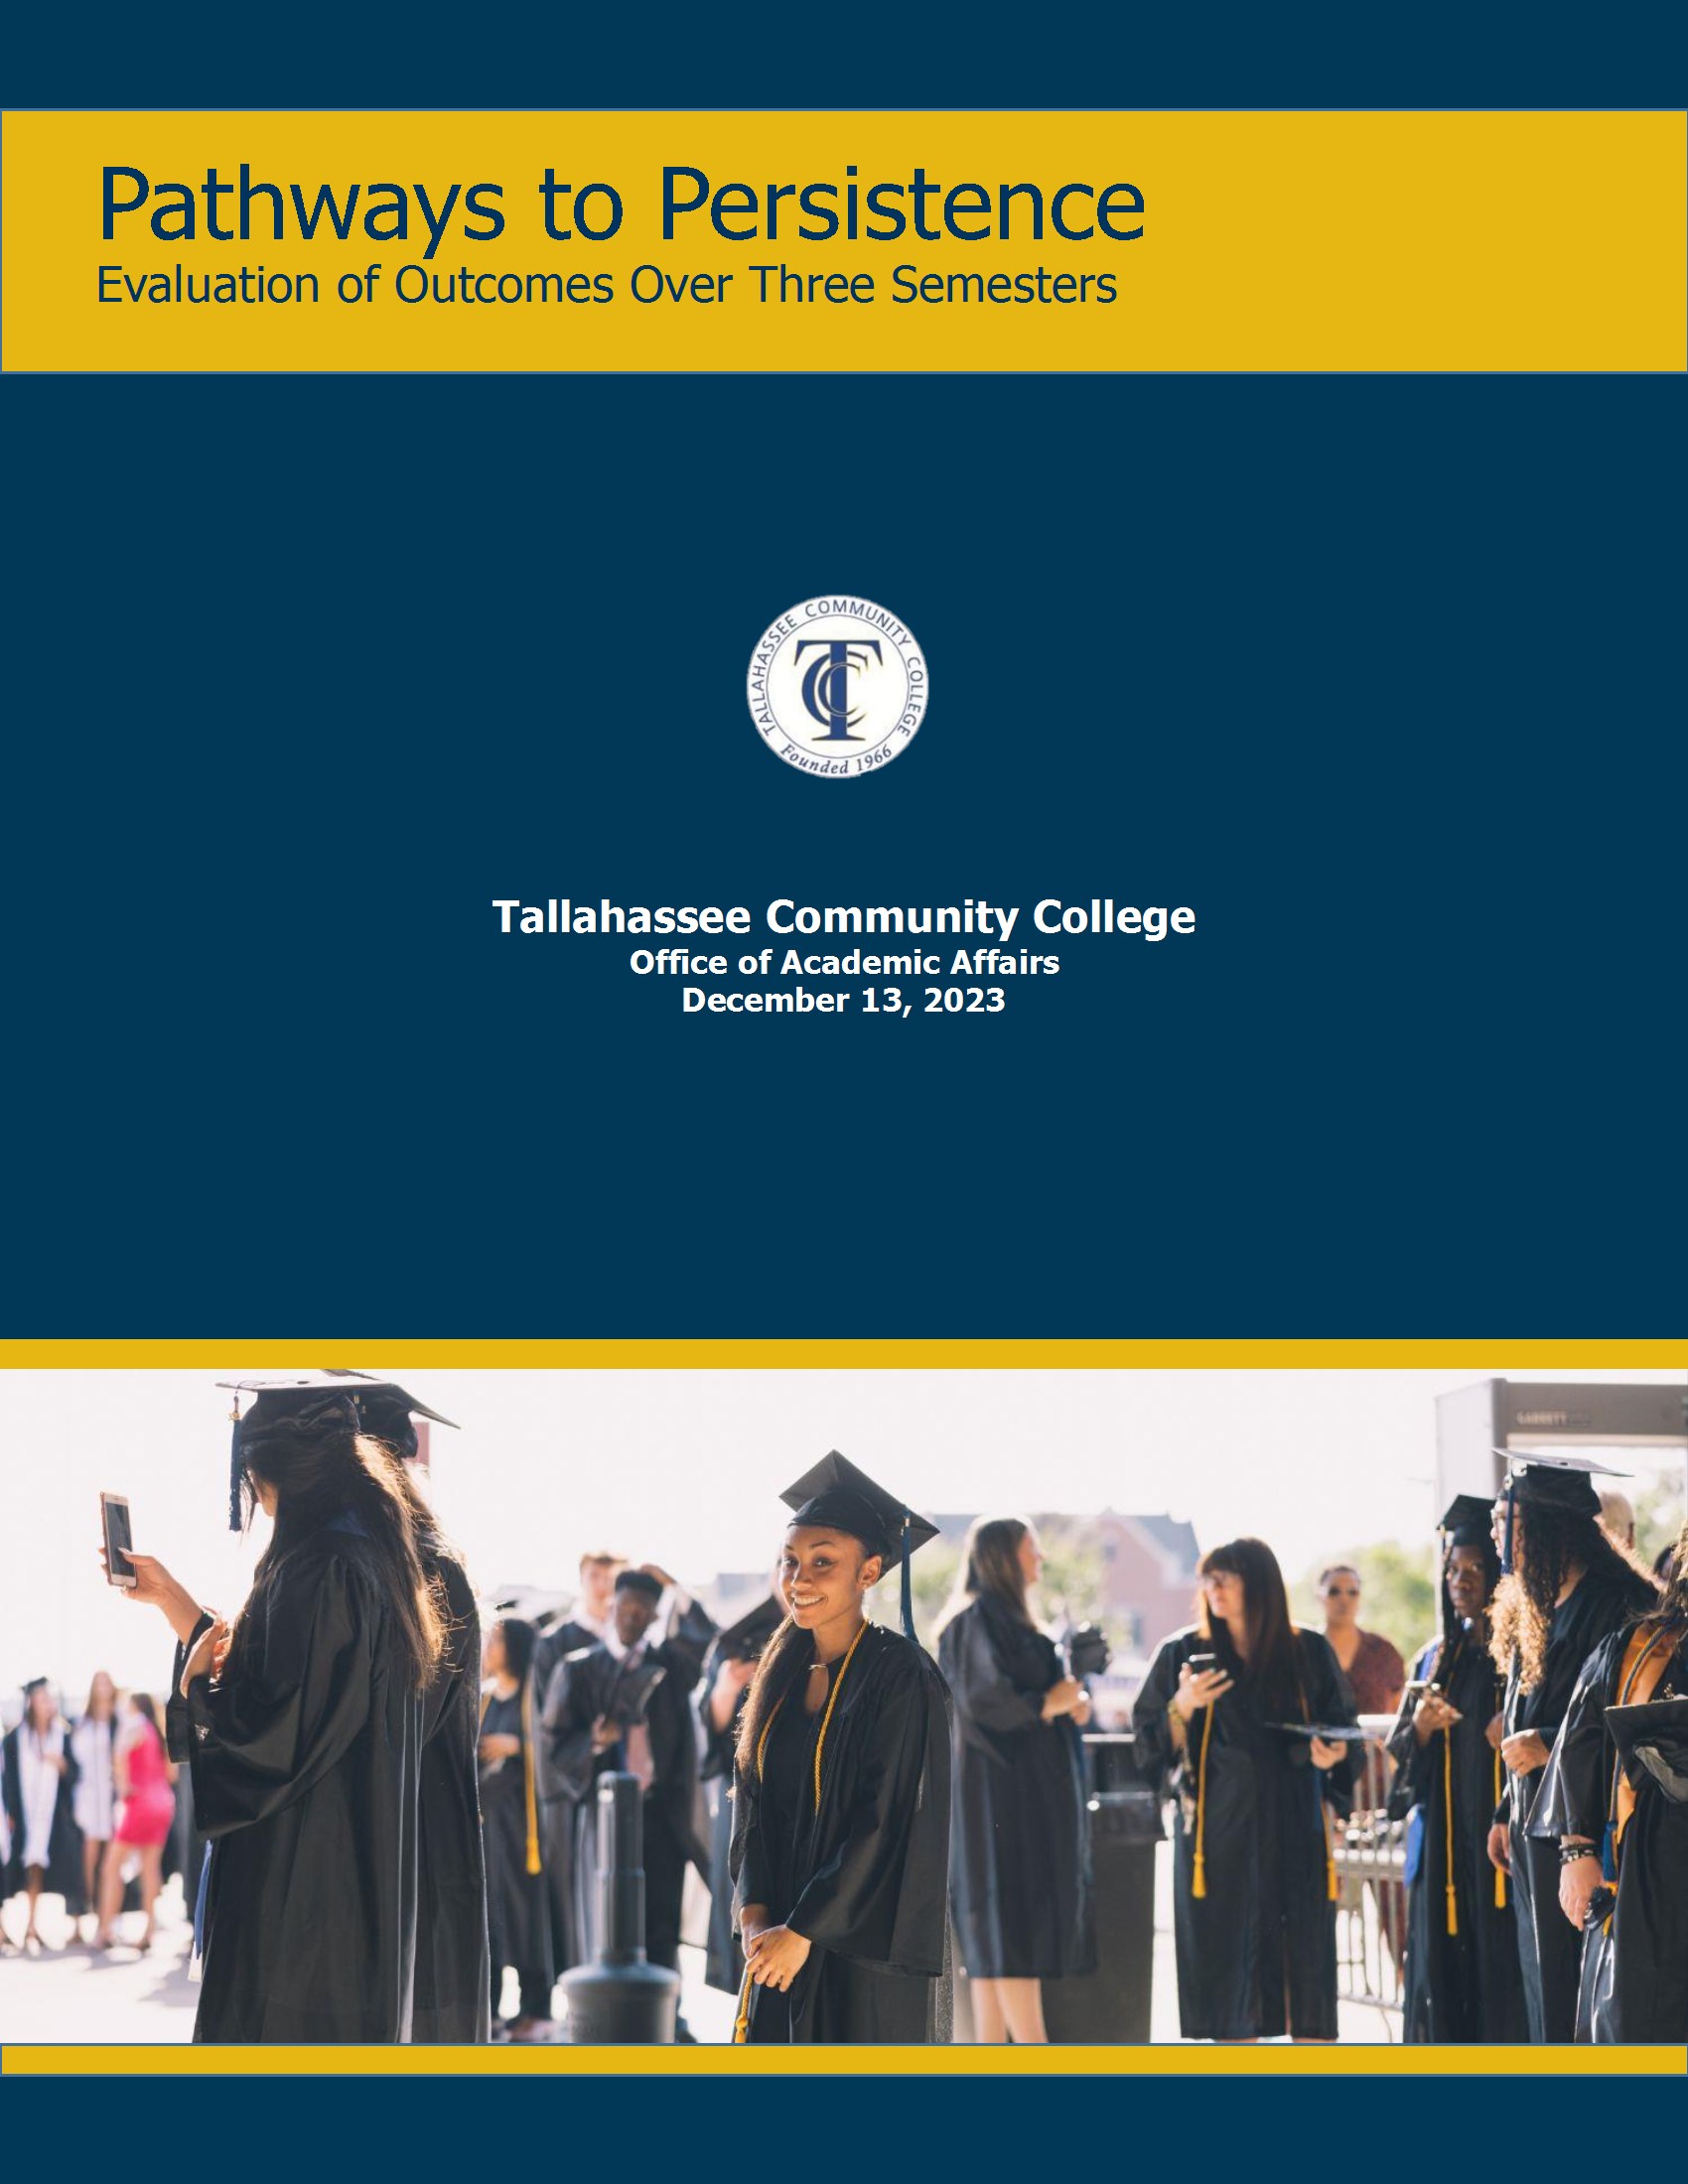 Pathways to Persistence
Evaluation of Outcomes Over Three Semesters
TALLAHASSEE COMMUNITY COLLEGE
TCC
Founded 1966
Tallahassee Community College
Office of Academic Affairs
December 13, 2023
GARRETT